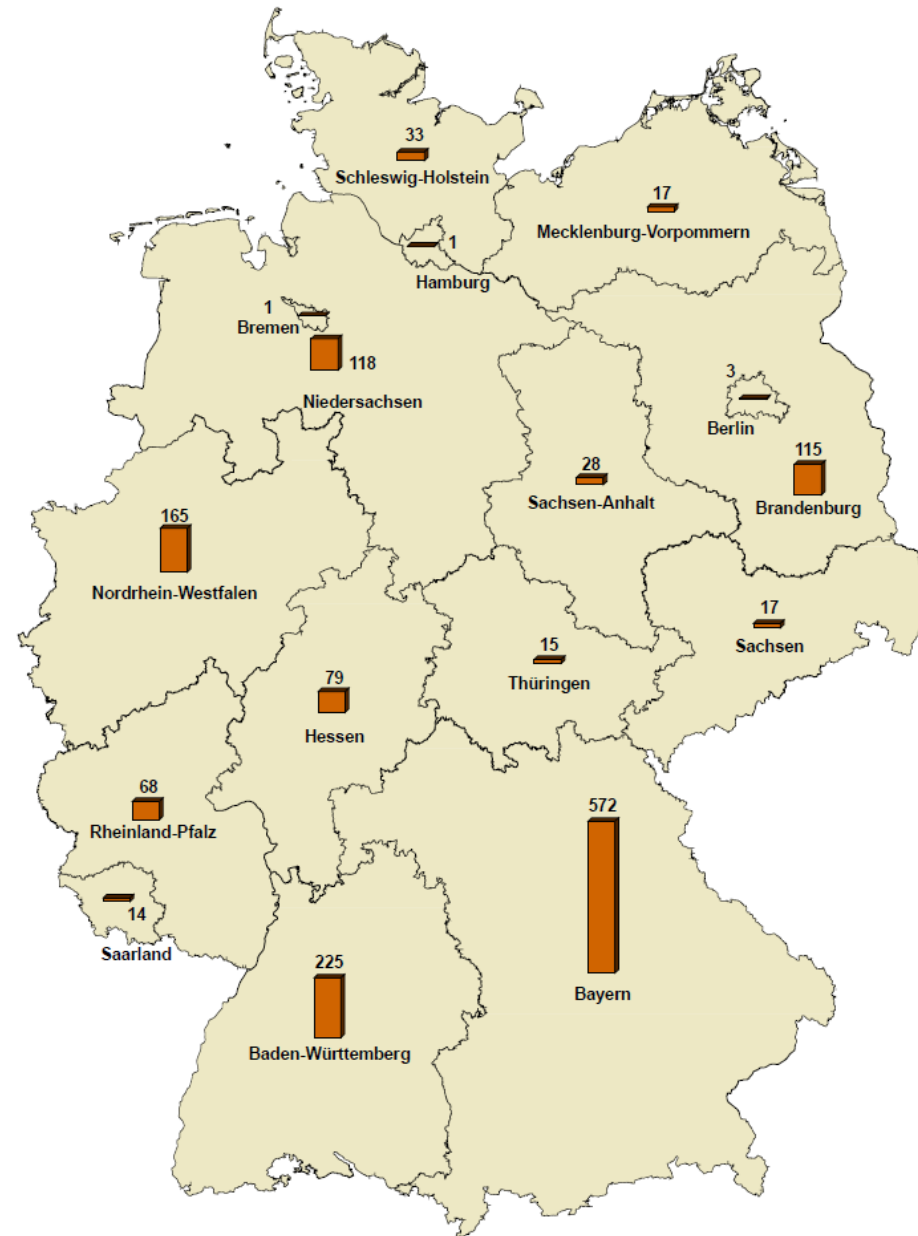 33
Schleswig-Holstein
17
Mecklenburg-Vorpommern
1
Hamburg
1
Bremen
118
Niedersachsen
3
Berlin
115
Brandenburg
28
Sachsen-Anhalt
165
Nordrhein-Westfalen
17
Sachsen
15
Thüringen
79
Hessen
68
Rheinland-Pfalz
14
Saarland
572
Bayern
225
Baden-Württemberg